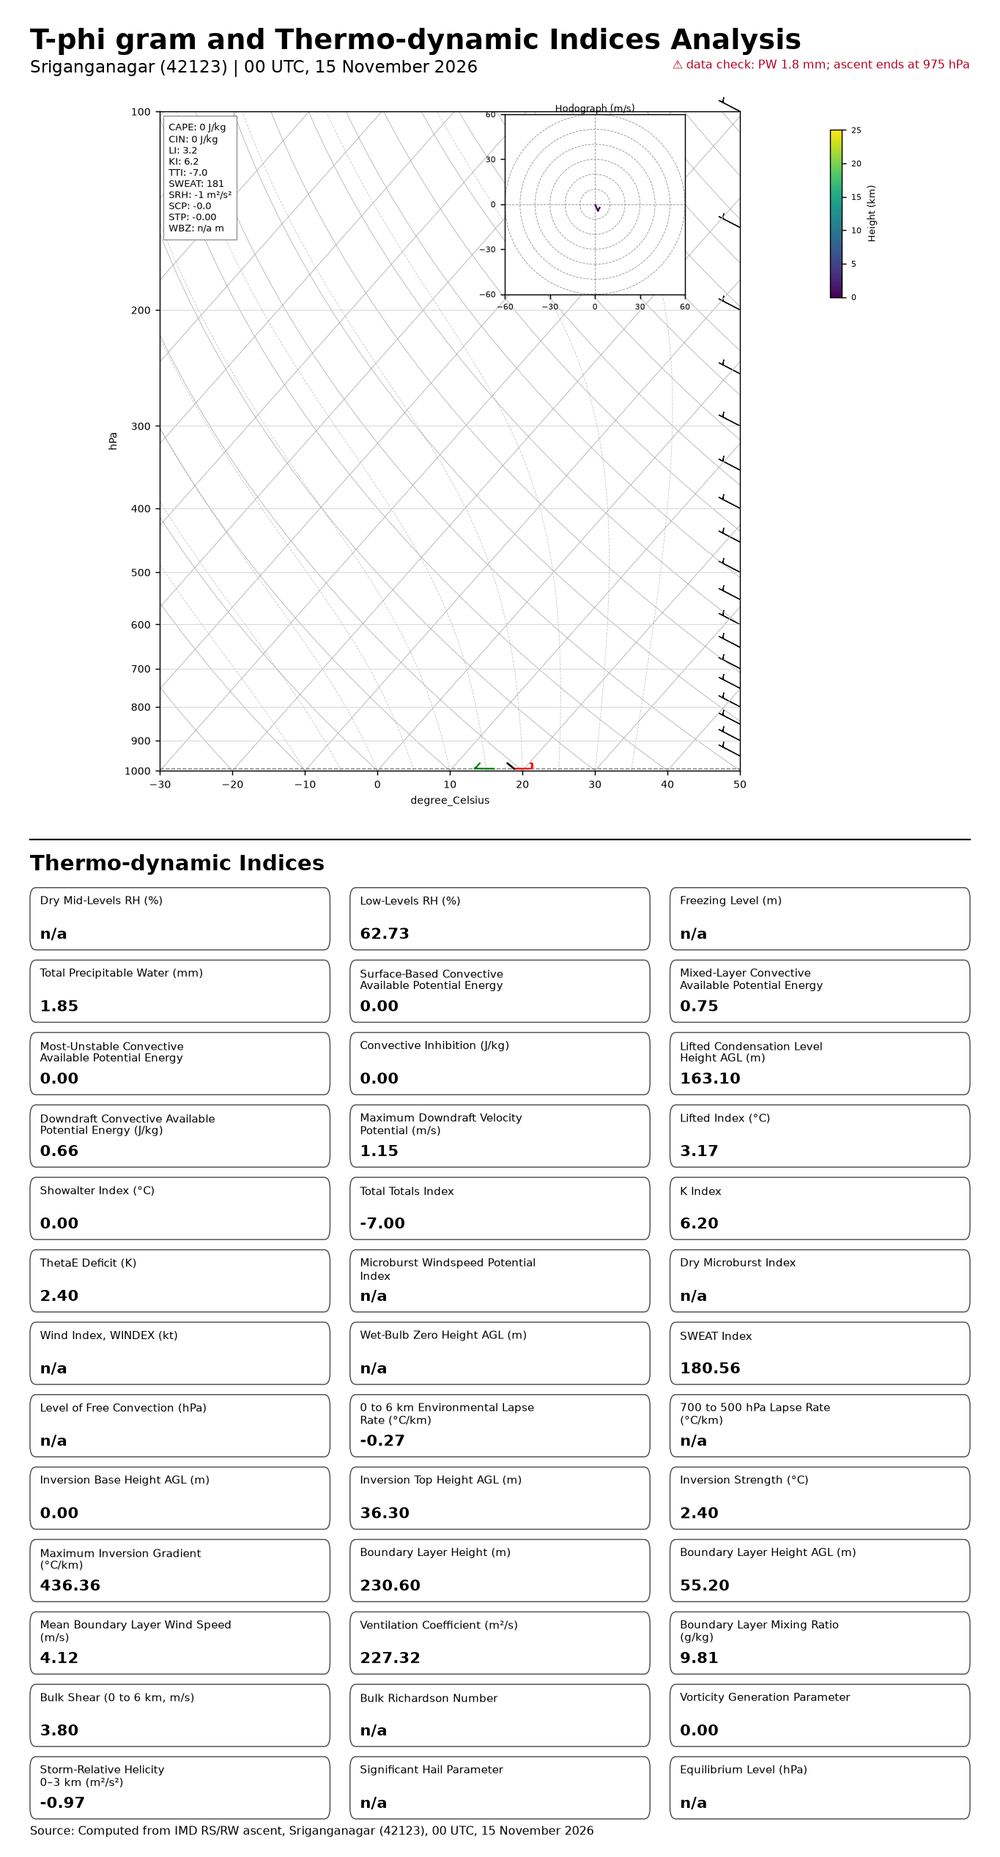 T-phi gram and Thermo-dynamic Indices Analysis
Sriganganagar (42123) | 00 UTC, 15 November 2026
⚠ data check: PW 1.8 mm; ascent ends at 975 hPa
Hodograph (m/s)
CAPE: 0 J/kg
CIN: 0 J/kg
LI: 3.2
KI: 6.2
TTI: -7.0
SWEAT: 181
SRH: -1 m²/s²
SCP: -0.0
STP: -0.00
WBZ: n/a m
60
30
0
−30
−60
−60 −30 0 30 60
25
20
15
10
5
0
Height (km)
100
200
300
400
500
600
700
800
900
1000
hPa
−30 −20 −10 0 10 20 30 40 50
degree_Celsius
Thermo-dynamic Indices
Dry Mid-Levels RH (%)
n/a
Low-Levels RH (%)
62.73
Freezing Level (m)
n/a
Total Precipitable Water (mm)
1.85
Surface-Based Convective
Available Potential Energy
0.00
Mixed-Layer Convective
Available Potential Energy
0.75
Most-Unstable Convective
Available Potential Energy
0.00
Convective Inhibition (J/kg)
0.00
Lifted Condensation Level
Height AGL (m)
163.10
Downdraft Convective Available
Potential Energy (J/kg)
0.66
Maximum Downdraft Velocity
Potential (m/s)
1.15
Lifted Index (°C)
3.17
Showalter Index (°C)
0.00
Total Totals Index
-7.00
K Index
6.20
ThetaE Deficit (K)
2.40
Microburst Windspeed Potential
Index
n/a
Dry Microburst Index
n/a
Wind Index, WINDEX (kt)
n/a
Wet-Bulb Zero Height AGL (m)
n/a
SWEAT Index
180.56
Level of Free Convection (hPa)
n/a
0 to 6 km Environmental Lapse
Rate (°C/km)
-0.27
700 to 500 hPa Lapse Rate
(°C/km)
n/a
Inversion Base Height AGL (m)
0.00
Inversion Top Height AGL (m)
36.30
Inversion Strength (°C)
2.40
Maximum Inversion Gradient
(°C/km)
436.36
Boundary Layer Height (m)
230.60
Boundary Layer Height AGL (m)
55.20
Mean Boundary Layer Wind Speed
(m/s)
4.12
Ventilation Coefficient (m²/s)
227.32
Boundary Layer Mixing Ratio
(g/kg)
9.81
Bulk Shear (0 to 6 km, m/s)
3.80
Bulk Richardson Number
n/a
Vorticity Generation Parameter
0.00
Storm-Relative Helicity
0–3 km (m²/s²)
-0.97
Significant Hail Parameter
n/a
Equilibrium Level (hPa)
n/a
Source: Computed from IMD RS/RW ascent, Sriganganagar (42123), 00 UTC, 15 November 2026